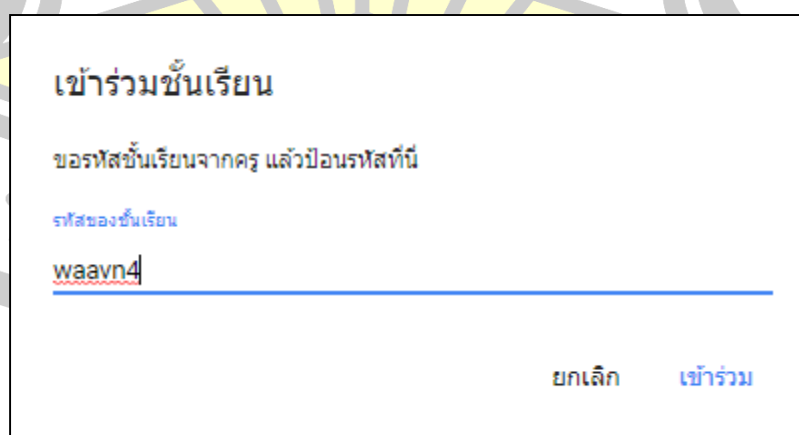 เข้าร่วมชั้นเรียน
ขอรหัสชั้นเรียนจากครู แล้วป้อนรหัสที่นี่
รหัสของชั้นเรียน
waavn4
ยกเลิก เข้าร่วม